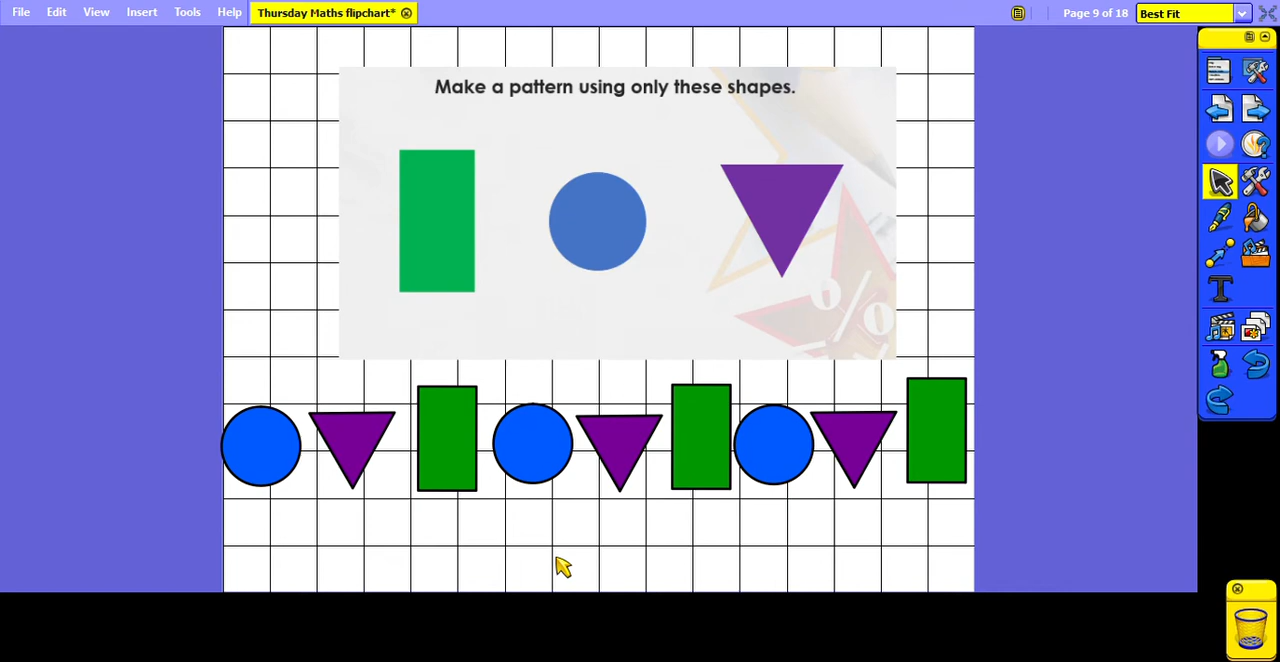 File Edit View Insert Tools Help Thursday Maths flipchart* Page 9 of 18 Best Fit
Make a pattern using only these shapes.
%
T